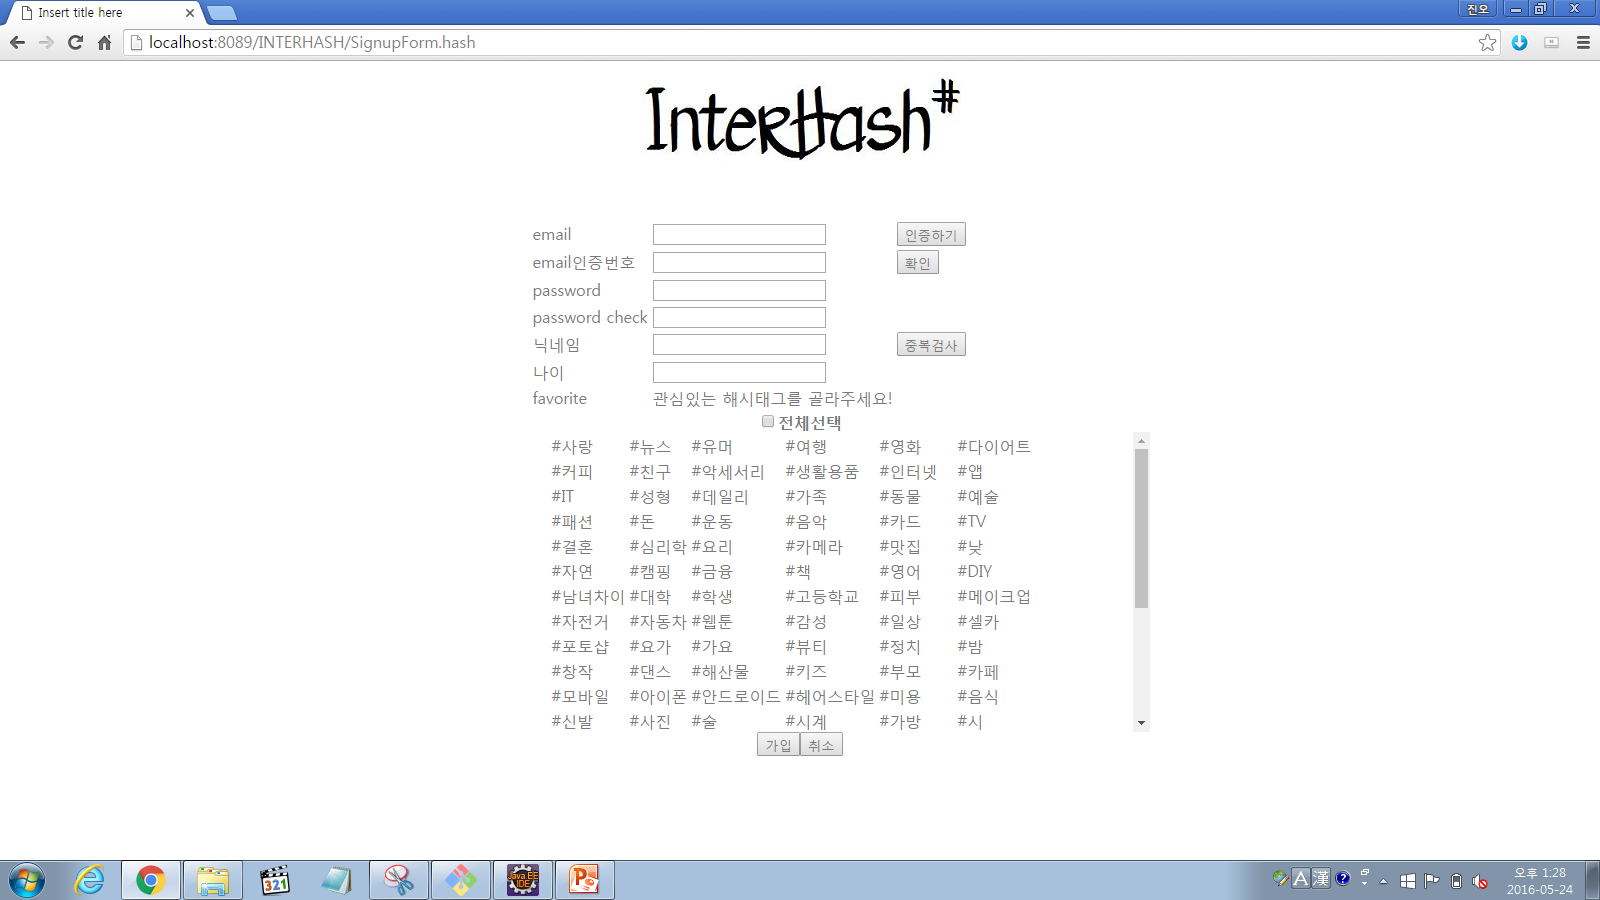 Insert title here
진오
localhost:8089/INTERHASH/SignupForm.hash
InterHash#
email 인증하기
email인증번호 확인
password
password check
닉네임 중복검사
나이
favorite 관심있는 해시태그를 골라주세요!
전체선택
#사랑 #뉴스 #유머 #여행 #영화 #다이어트
#커피 #친구 #악세서리 #생활용품 #인터넷 #앱
#IT #성형 #데일리 #가족 #동물 #예술
#패션 #돈 #운동 #음악 #카드 #TV
#결혼 #심리학 #요리 #카메라 #맛집 #낮
#자연 #캠핑 #금융 #책 #영어 #DIY
#남녀차이 #대학 #학생 #고등학교 #피부 #메이크업
#자전거 #자동차 #웹툰 #감성 #일상 #셀카
#포토샵 #요가 #가요 #뷰티 #정치 #밤
#창작 #댄스 #해산물 #키즈 #부모 #카페
#모바일 #아이폰 #안드로이드 #헤어스타일 #미용 #음식
#신발 #사진 #술 #시계 #가방 #시
가입 취소
321
Java EE
IDE
A 漢
오후 1:28
2016-05-24